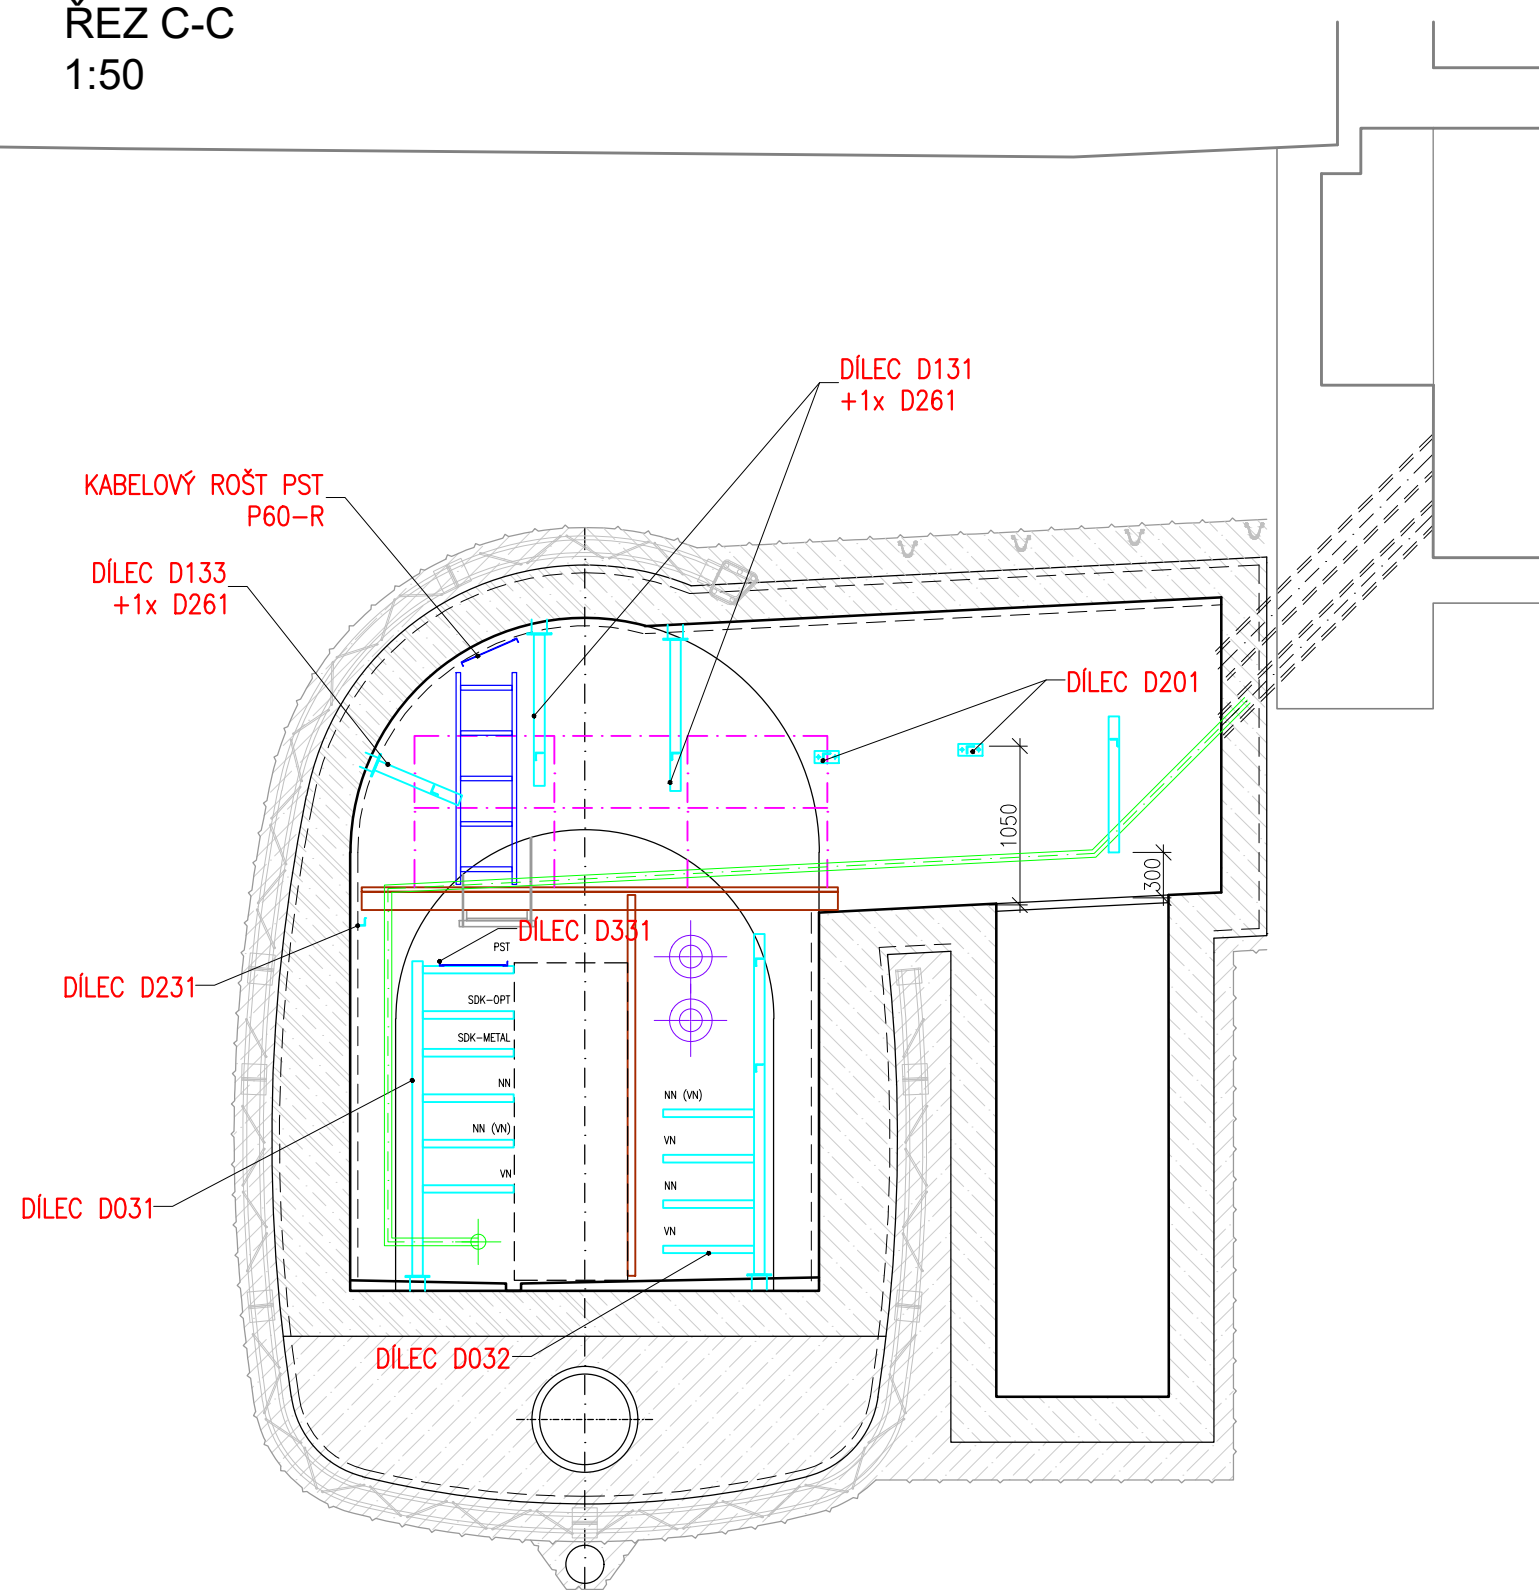 ŘEZ C-C
1:50
DÍLEC D131
+1x D261
KABELOVÝ ROŠT PST
P60-R
DÍLEC D133
+1x D261
DÍLEC D201
1050
300
DÍLEC D331
PST
DÍLEC D231
SDK-OPT
SDK-METAL
NN
NN (VN)
NN (VN)
VN
VN
NN
DÍLEC D031
VN
DÍLEC D032